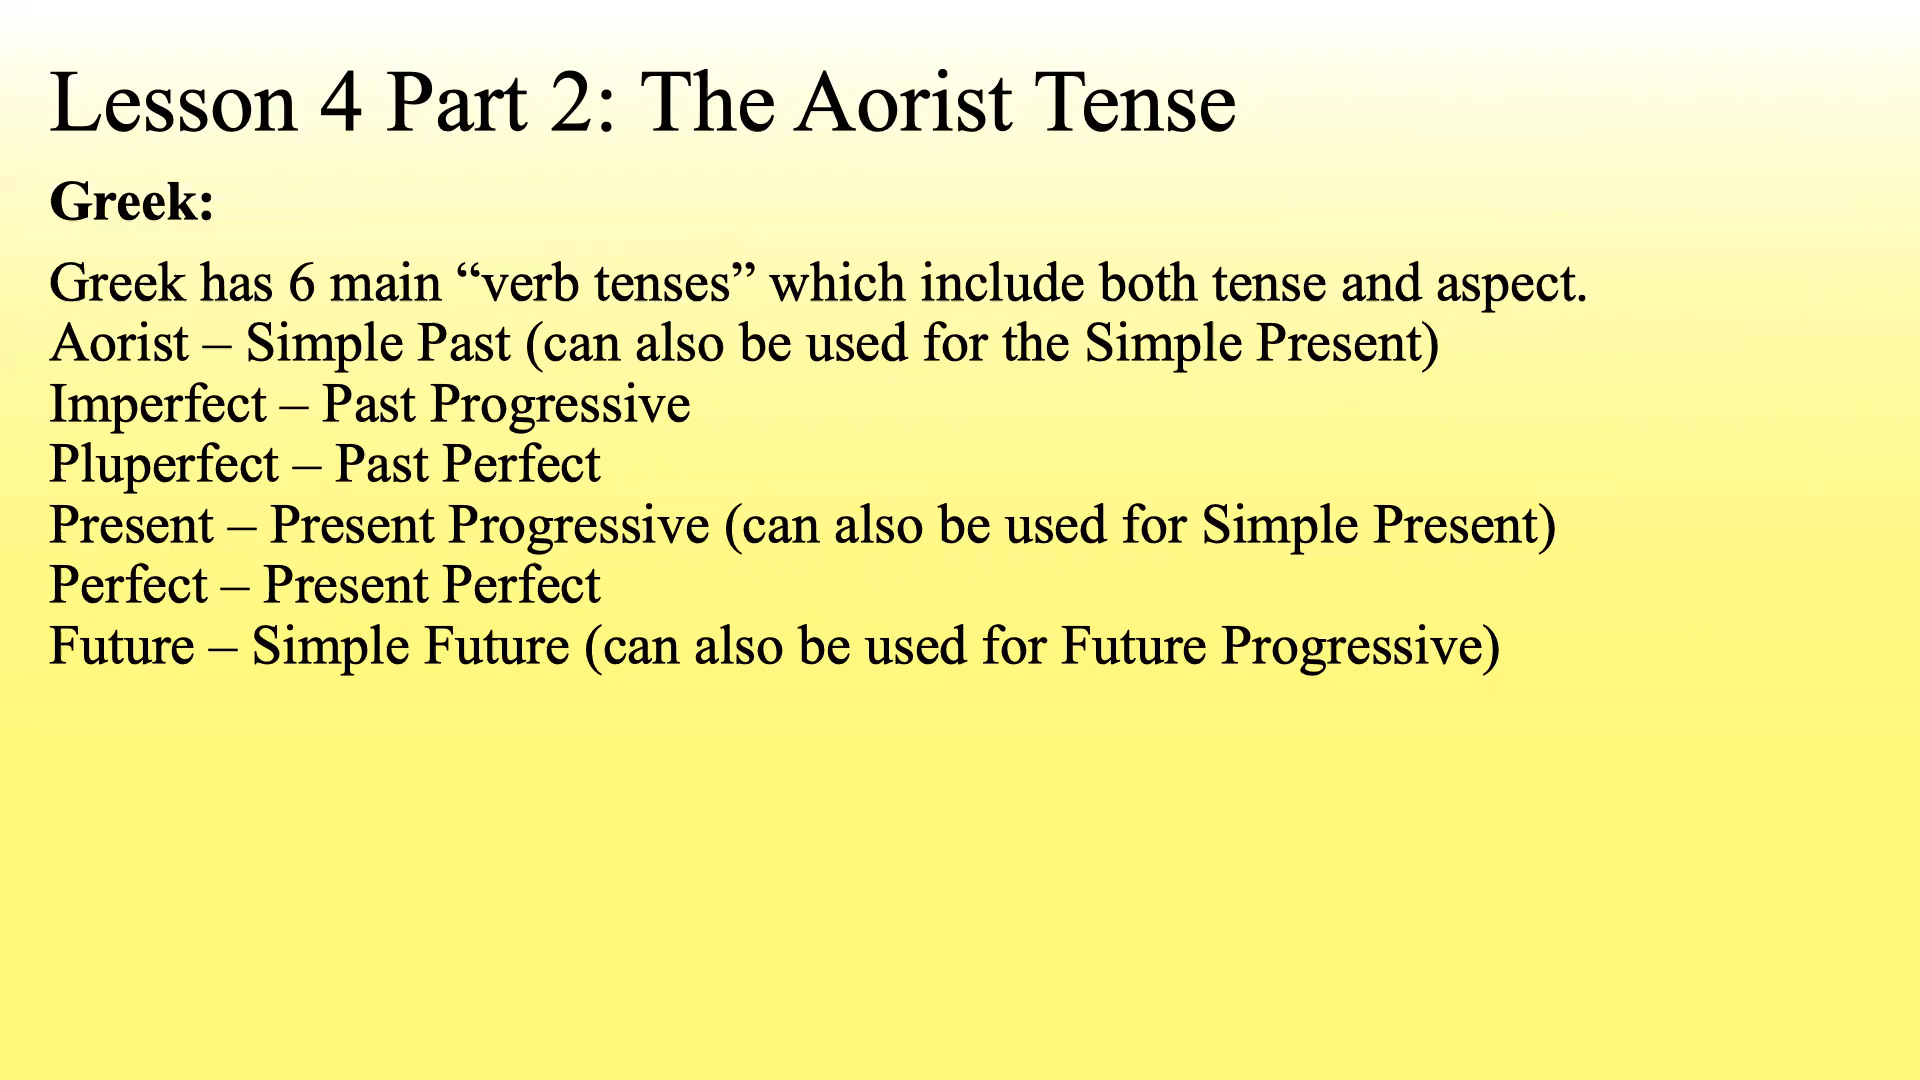 Lesson 4 Part 2: The Aorist Tense
Greek:
Greek has 6 main “verb tenses” which include both tense and aspect.
Aorist – Simple Past (can also be used for the Simple Present)
Imperfect – Past Progressive
Pluperfect – Past Perfect
Present – Present Progressive (can also be used for Simple Present)
Perfect – Present Perfect
Future – Simple Future (can also be used for Future Progressive)